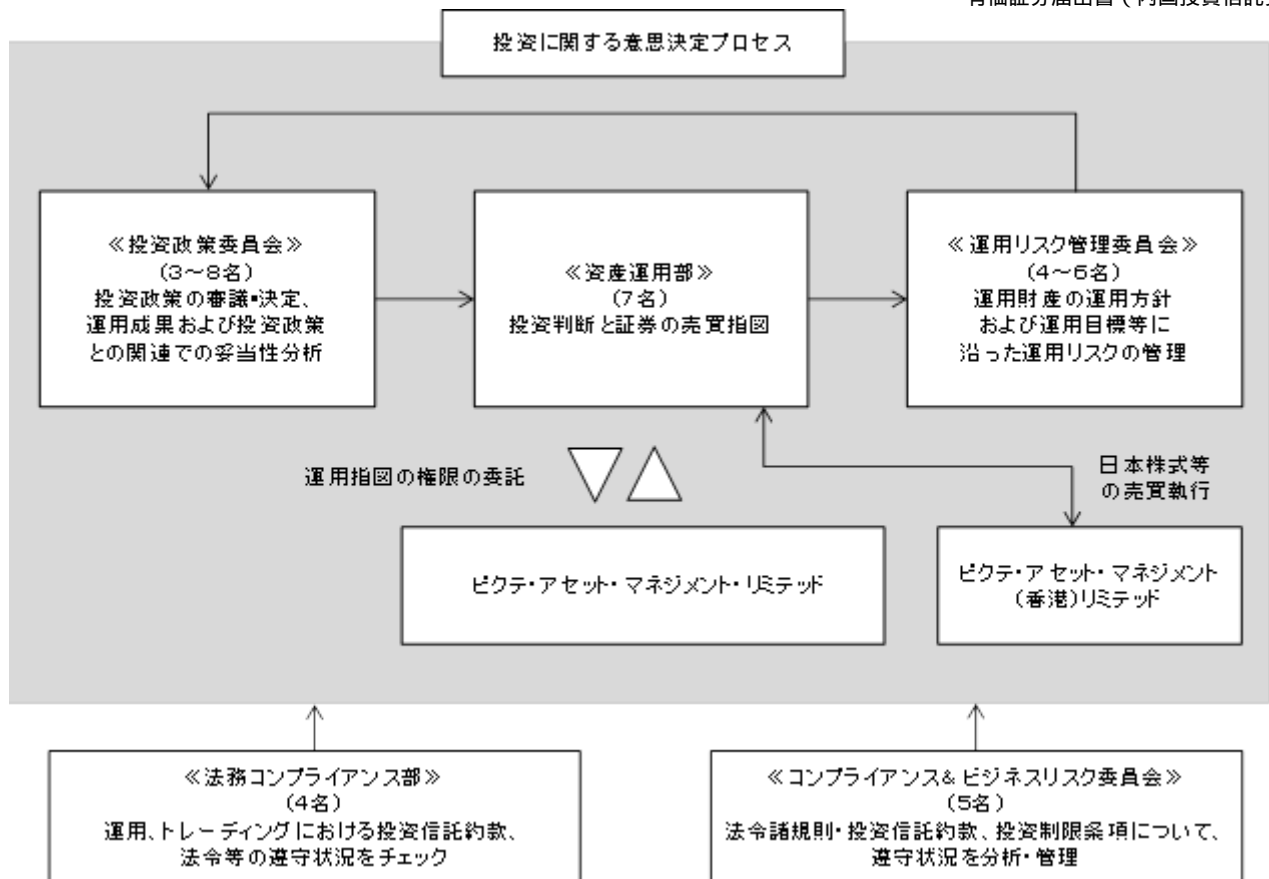 投資に関する意思決定プロセス
≪投資政策委員会≫
(3～8名)
投資政策の審議・決定、
運用成果および投資政策
との関連での妥当性分析
≪資産運用部≫
(7名)
投資判断と証券の売買指図
≪運用リスク管理委員会≫
(4～6名)
運用財産の運用方針
および運用目標等に
沿った運用リスクの管理
運用指図の権限の委託
日本株式等
の売買執行
ピクテ・アセット・マネジメント・リミテッド
ピクテ・アセット・マネジメント
(香港)リミテッド
≪法務コンプライアンス部≫
(4名)
運用、トレーディングにおける投資信託約款、
法令等の遵守状況をチェック
≪コンプライアンス&ビジネスリスク委員会≫
(5名)
法令諸規則・投資信託約款、投資制限条項について、
遵守状況を分析・管理